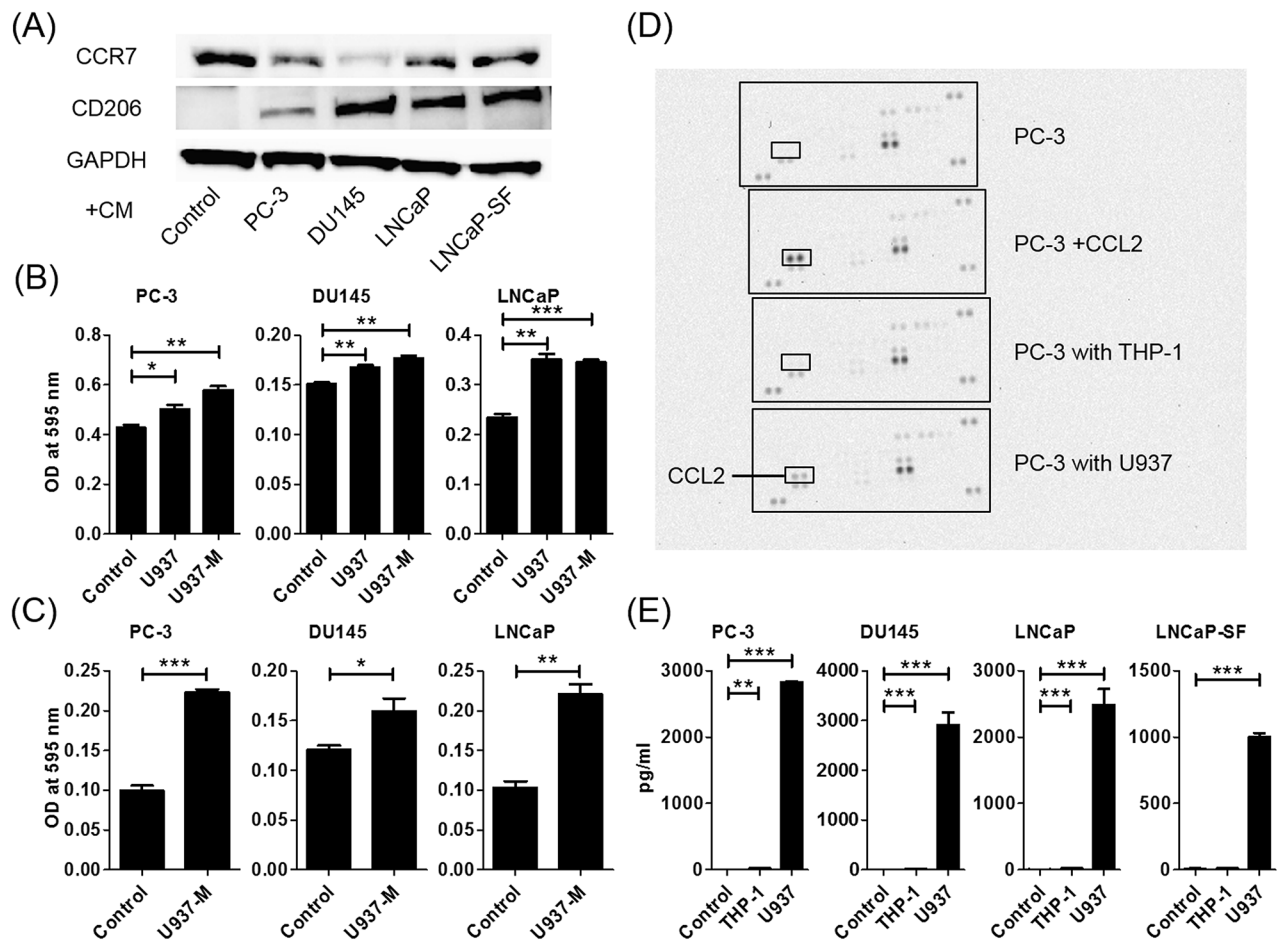 (A)
CCR7
CD206
GAPDH
+CM
Control
PC-3
DU145
LNCaP
LNCaP-SF
(B)
PC-3
DU145
LNCaP
OD at 595 nm
0.8
0.6
0.4
0.2
0.0
*
**
Control
U937
U937-M
0.20
0.15
0.10
0.05
0.00
**
**
Control
U937
U937-M
0.4
0.3
0.2
0.1
0.0
**
***
Control
U937
U937-M
(C)
PC-3
DU145
LNCaP
OD at 595 nm
0.25
0.20
0.15
0.10
0.05
0.00
***
Control
U937-M
0.20
0.15
0.10
0.05
0.00
*
Control
U937-M
0.25
0.20
0.15
0.10
0.05
0.00
**
Control
U937-M
(D)
PC-3
PC-3 +CCL2
PC-3 with THP-1
PC-3 with U937
CCL2
(E)
PC-3
DU145
LNCaP
LNCaP-SF
pg/ml
3000
2000
1000
0
***
**
Control
THP-1
U937
4000
3000
2000
1000
0
***
***
Control
THP-1
U937
3000
2000
1000
0
***
***
Control
THP-1
U937
1500
1000
500
0
***
Control
THP-1
U937